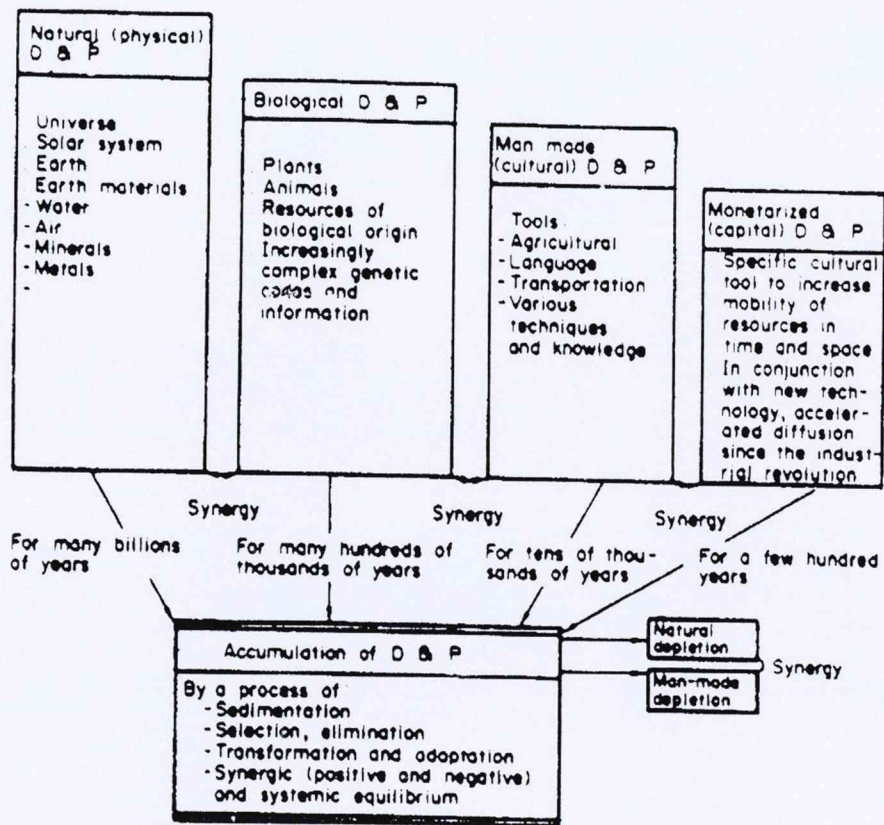 Natural (physical)
D & P
Universe
Solar system
Earth
Earth materials
- Water
- Air
- Minerals
- Metals
-
Biological D & P
Plants
Animals
Resources of
biological origin
Increasingly
complex genetic
codes and
information
Man made
(cultural) D & P
Tools
- Agricultural
- Language
- Transportation
- Various
techniques
and knowledge
Monetarized
(capital) D & P
Specific cultural
tool to increase
mobility of
resources in
time and space
In conjunction
with new tech-
nology, acceler-
ated diffusion
since the indust-
rial revolution
Synergy
Synergy
Synergy
For many billions
of years
For many hundreds of
thousands of years
For tens of thou-
sands of years
For a few hundred
years
Accumulation of D & P
By a process of:
- Sedimentation
- Selection, elimination
- Transformation and adaptation
- Synergic (positive and negative)
and systemic equilibrium
Natural
depletion
Synergy
Man-made
depletion